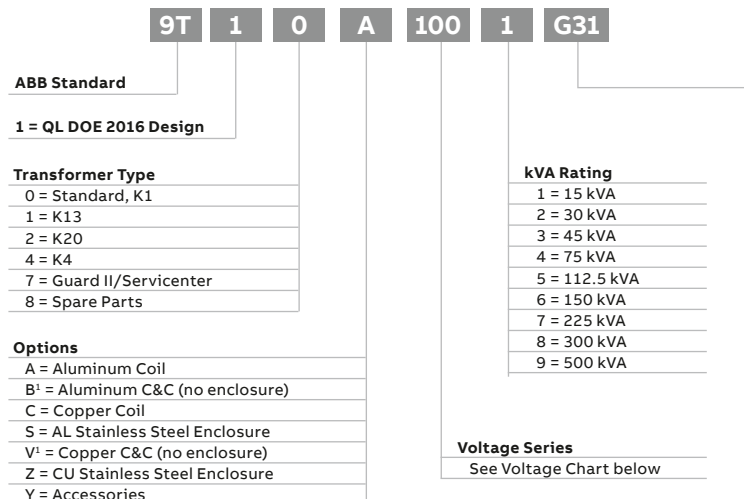 9T 1 0 A 100 1 G31
ABB Standard
1 = QL DOE 2016 Design
Transformer Type
0 = Standard, K1
1 = K13
2 = K20
4 = K4
7 = Guard II/Servicenter
8 = Spare Parts
Options
A = Aluminum Coil
B¹ = Aluminum C&C (no enclosure)
C = Copper Coil
S = AL Stainless Steel Enclosure
V¹ = Copper C&C (no enclosure)
Z = CU Stainless Steel Enclosure
Y = Accessories
kVA Rating
1 = 15 kVA
2 = 30 kVA
3 = 45 kVA
4 = 75 kVA
5 = 112.5 kVA
6 = 150 kVA
7 = 225 kVA
8 = 300 kVA
9 = 500 kVA
Voltage Series
See Voltage Chart below